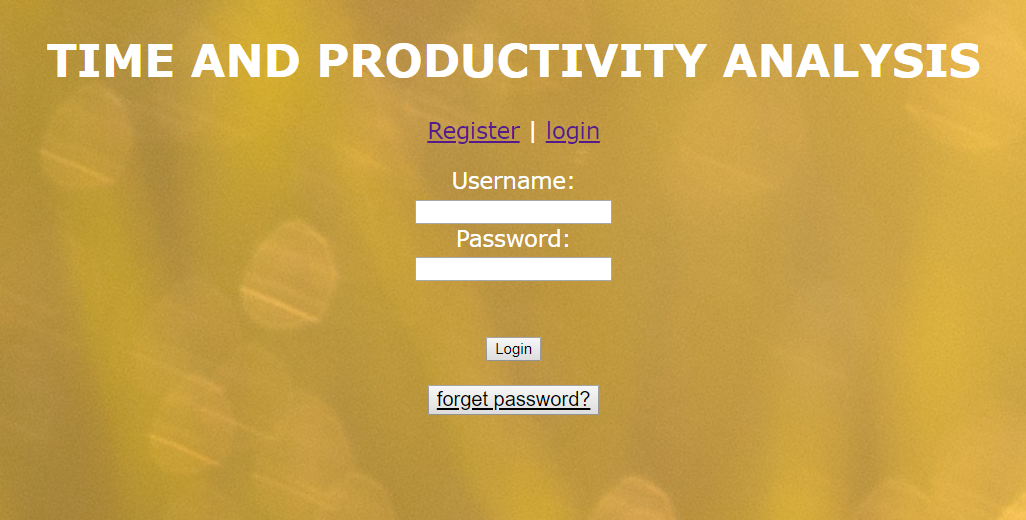 TIME AND PRODUCTIVITY ANALYSIS
Register | login
Username:
Password:
Login
forget password?